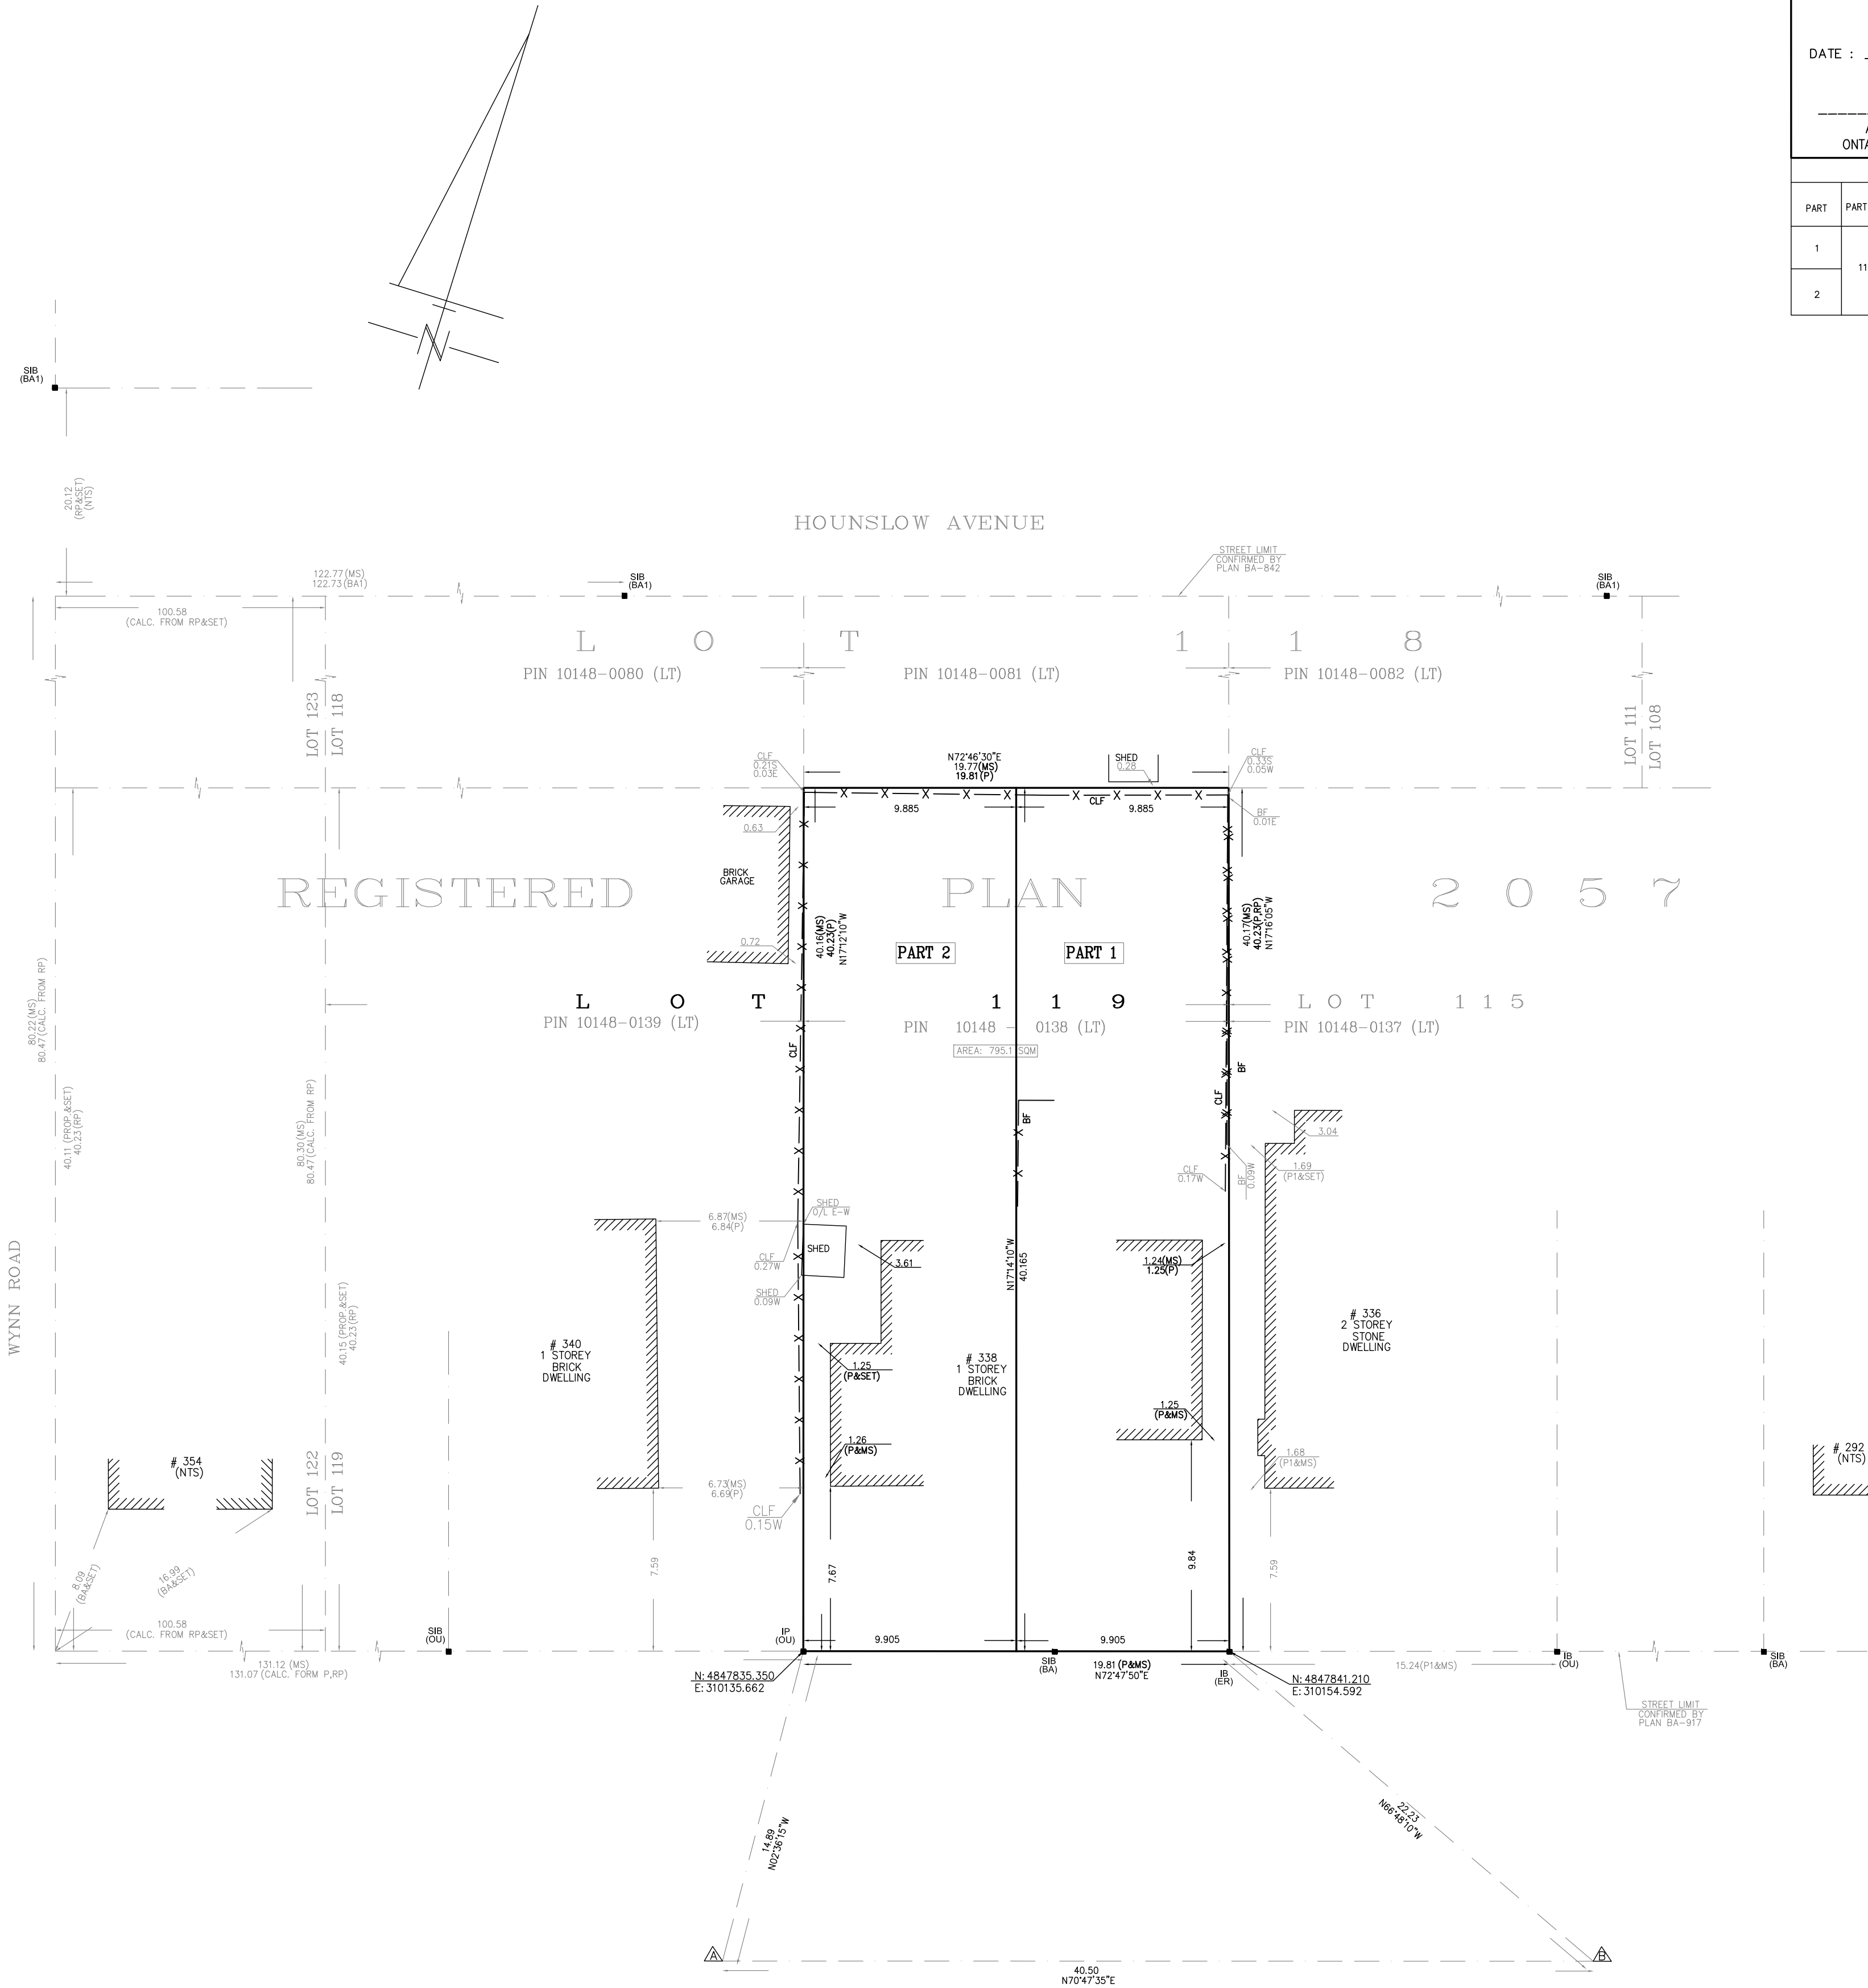 DATE :
ONTA
PART PART
1
11
2
SIB
(BA1)
20.12
(RP&SET)
(NTS)
HOUNSLOW AVENUE
STREET LIMIT
CONFIRMED BY
PLAN BA-842
122.77(MS)
122.73(BA1)
SIB
(BA1)
SIB
(BA1)
100.58
(CALC. FROM RP&SET)
L O T 1 1 8
PIN 10148-0080 (LT)
PIN 10148-0081 (LT)
PIN 10148-0082 (LT)
LOT 123
LOT 118
LOT 111
LOT 108
CLF
0.21S
0.03E
N72°46'30"E
19.77(MS)
19.81(P)
SHED
0.28
CLF
0.33S
0.05W
CLF
9.885
9.885
BF
0.01E
0.63
BRICK
GARAGE
0.72
REGISTERED PLAN 2 0 5 7
40.16(MS)
40.23(P)
N17°12'10"W
40.17(MS)
40.23(P,RP)
N17°16'05"W
PART 2
PART 1
L O T 1 1 9
L O T 1 1 5
PIN 10148-0139 (LT)
PIN 10148 - 0138 (LT)
PIN 10148-0137 (LT)
AREA: 795.1 SQM
80.22(MS)
80.47(CALC. FROM RP)
40.11(PROP.&SET)
40.23(RP)
80.30(MS)
80.47(CALC. FROM RP)
CLF
BF
CLF
BF
3.04
1.69
(P1&SET)
CLF
0.17W
BF
0.09W
6.87(MS)
6.84(P)
SHED
O/L E-W
SHED
CLF
0.27W
SHED
0.09W
3.61
N17°14'10"W
40.165
1.24(MS)
1.25(P)
WYNN ROAD
40.15(PROP.&SET)
40.23(RP)
# 340
1 STOREY
BRICK
DWELLING
1.25
(P&SET)
# 338
1 STOREY
BRICK
DWELLING
# 336
2 STOREY
STONE
DWELLING
1.25
(P&MS)
1.26
(P&MS)
1.68
(P1&MS)
# 354
(NTS)
LOT 122
LOT 119
6.73(MS)
6.69(P)
CLF
0.15W
# 292
(NTS)
8.09
(BA&SET)
16.99
(BA&SET)
7.59
7.67
9.84
7.59
100.58
(CALC. FROM RP&SET)
SIB
(OU)
IP
(OU)
9.905
9.905
131.12 (MS)
131.07 (CALC. FORM P,RP)
SIB
(BA)
19.81 (P&MS)
N72°47'50"E
IB
(ER)
15.24(P1&MS)
IB
(OU)
SIB
(BA)
N: 4847835.350
E: 310135.662
N: 4847841.210
E: 310154.592
STREET LIMIT
CONFIRMED BY
PLAN BA-917
14.89
N02°36'15"W
22.23
N66°48'10"W
A
B
40.50
N70°47'35"E